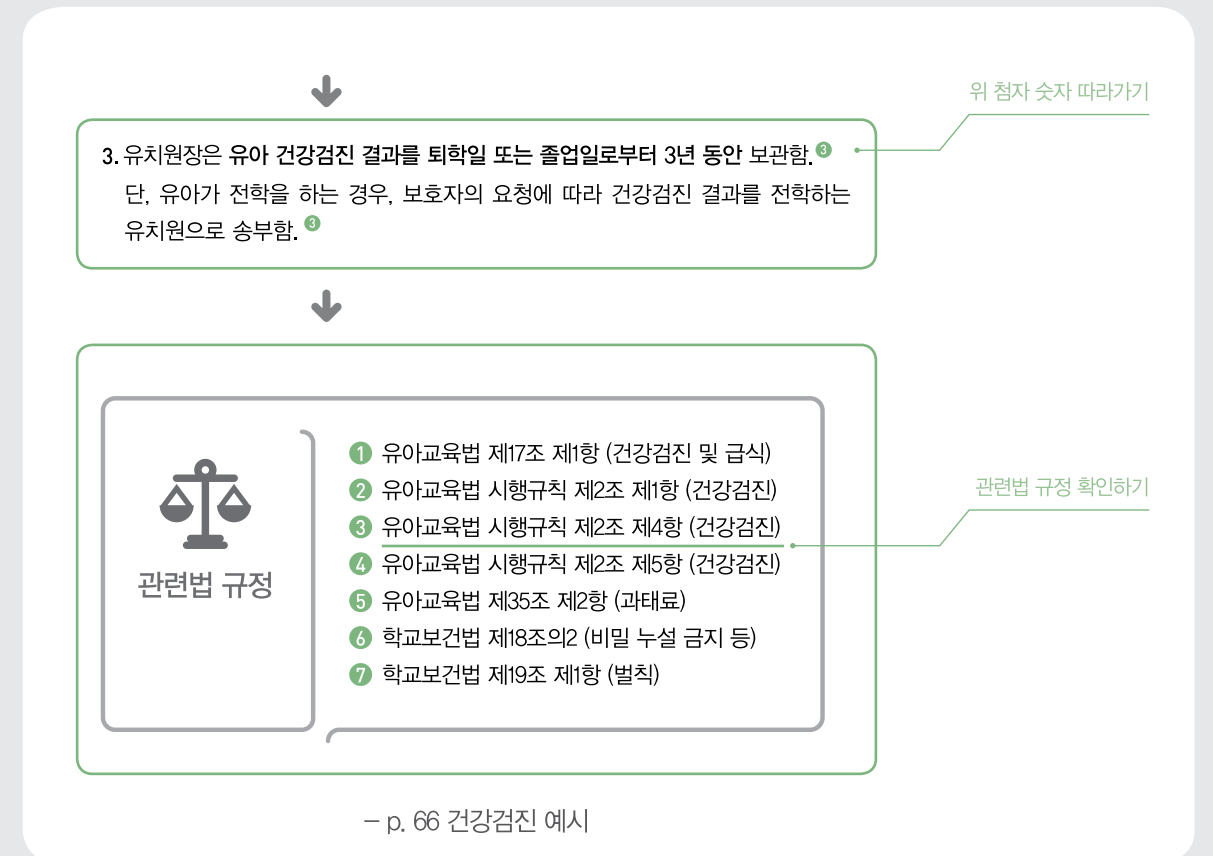 위 첨자 숫자 따라가기
3. 유치원장은 유아 건강검진 결과를 퇴학일 또는 졸업일로부터 3년 동안 보관함. ❸
단, 유아가 전학을 하는 경우, 보호자의 요청에 따라 건강검진 결과를 전학하는
유치원으로 송부함. ❸
관련법 규정
❶ 유아교육법 제17조 제1항 (건강검진 및 급식)
❷ 유아교육법 시행규칙 제2조 제1항 (건강검진)
❸ 유아교육법 시행규칙 제2조 제4항 (건강검진)
❹ 유아교육법 시행규칙 제2조 제5항 (건강검진)
❺ 유아교육법 제35조 제2항 (과태료)
❻ 학교보건법 제18조의2 (비밀 누설 금지 등)
❼ 학교보건법 제19조 제1항 (벌칙)
관련법 규정 확인하기
– p. 66 건강검진 예시